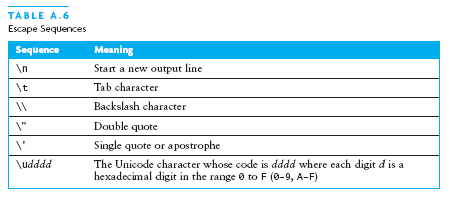 TABLE A.6
Escape Sequences
Sequence Meaning
\n Start a new output line
\t Tab character
\\ Backslash character
\" Double quote
\' Single quote or apostrophe
\udddd The Unicode character whose code is dddd where each digit d is a
hexadecimal digit in the range 0 to F (0–9, A–F)